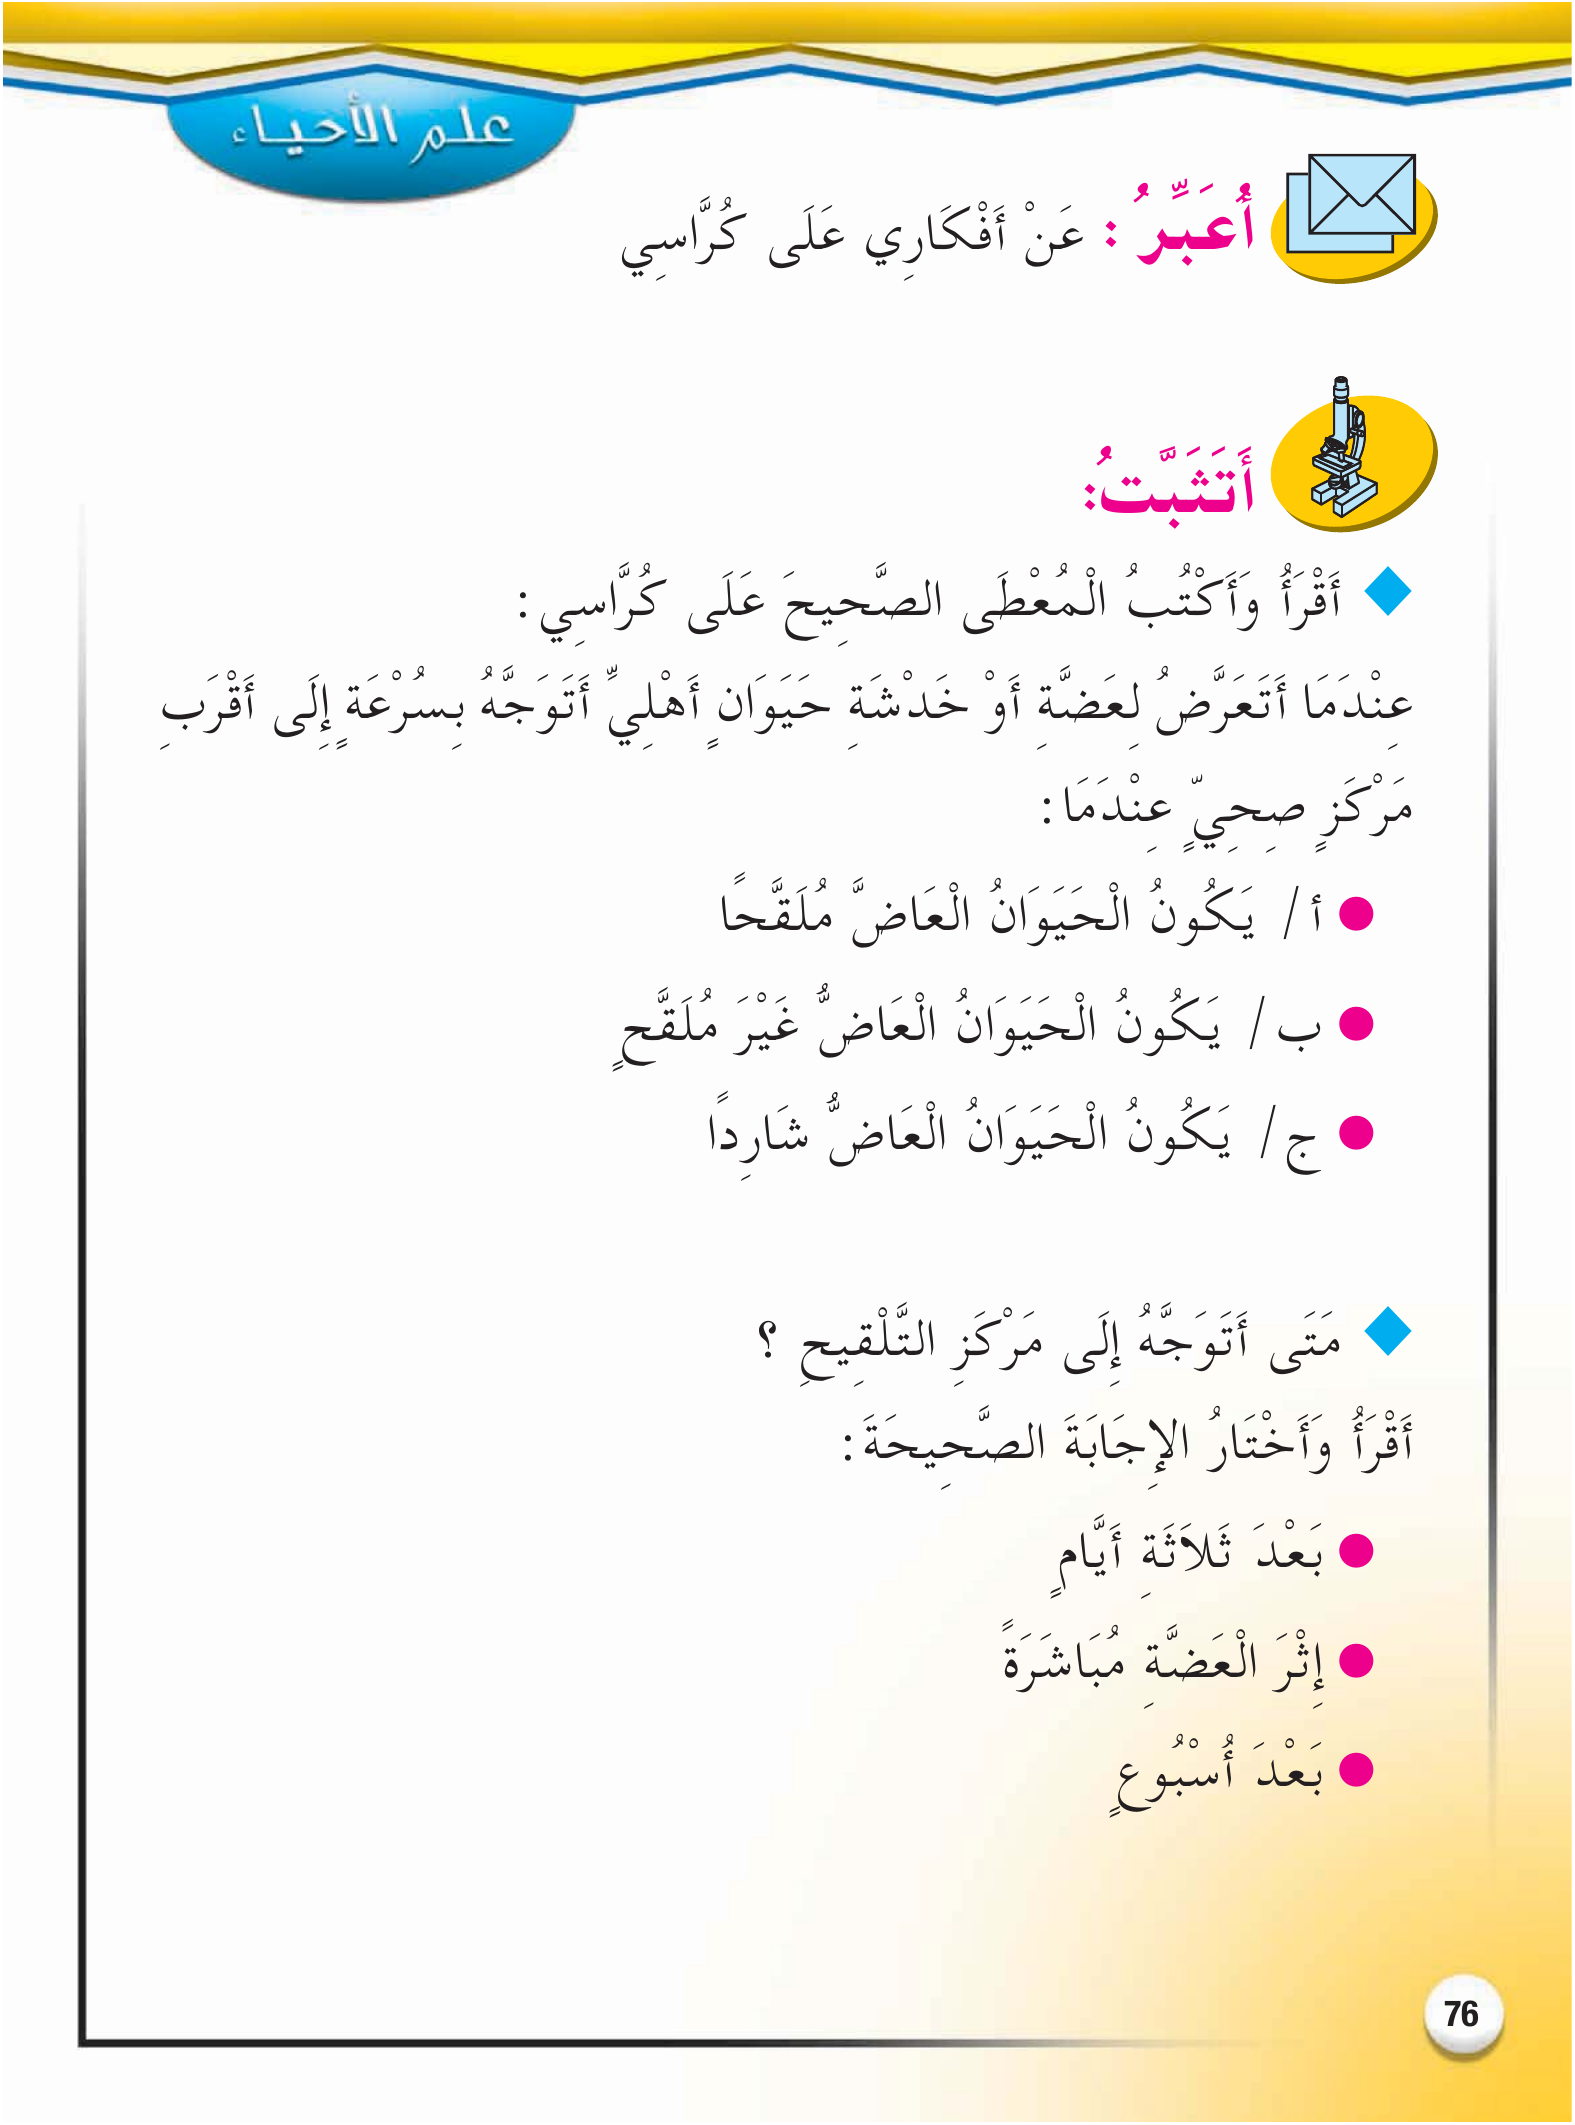 علم الأحياء
أُعَبِّرُ : عَنْ أَفْكَارِي عَلَى كُرَّاسِي
أَتَثَبَّتُ:
أَقْرَأُ وَأَكْتُبُ الْمُعْطَى الصَّحِيحَ عَلَى كُرَّاسِي :
عِنْدَمَا أَتَعَرَّضُ لِعَضَّةِ أَوْ خَدْشَةِ حَيَوَانٍ أَهْلِيٍّ أَتَوَجَّهُ بِسُرْعَةٍ إِلَى أَقْرَبِ
مَرْكَزٍ صِحِيٍّ عِنْدَمَا :
أ / يَكُونُ الْحَيَوَانُ الْعَاضَّ مُلَقَّحًا
ب / يَكُونُ الْحَيَوَانُ الْعَاضُّ غَيْرَ مُلَقَّحٍ
ج / يَكُونُ الْحَيَوَانُ الْعَاضُّ شَارِدًا
مَتَى أَتَوَجَّهُ إِلَى مَرْكَزِ التَّلْقِيحِ ؟
أَقْرَأُ وَأَخْتَارُ الإِجَابَةَ الصَّحِيحَةَ :
بَعْدَ ثَلاَثَةِ أَيَّامٍ
إِثْرَ الْعَضَّةِ مُبَاشَرَةً
بَعْدَ أُسْبُوعٍ
76